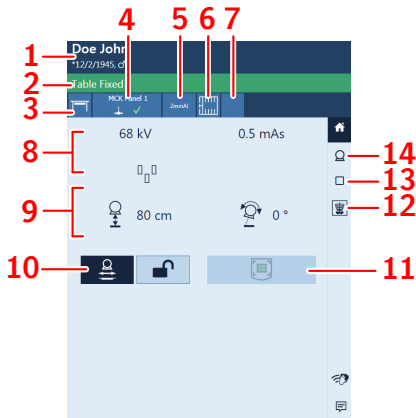 Doe John
*12/2/1945, ♂
Table Fixed
MCK Panel 1
2mmAl
68 kV
0.5 mAs
80 cm
0 °
1
2
3
4
5
6
7
8
9
10
11
12
13
14